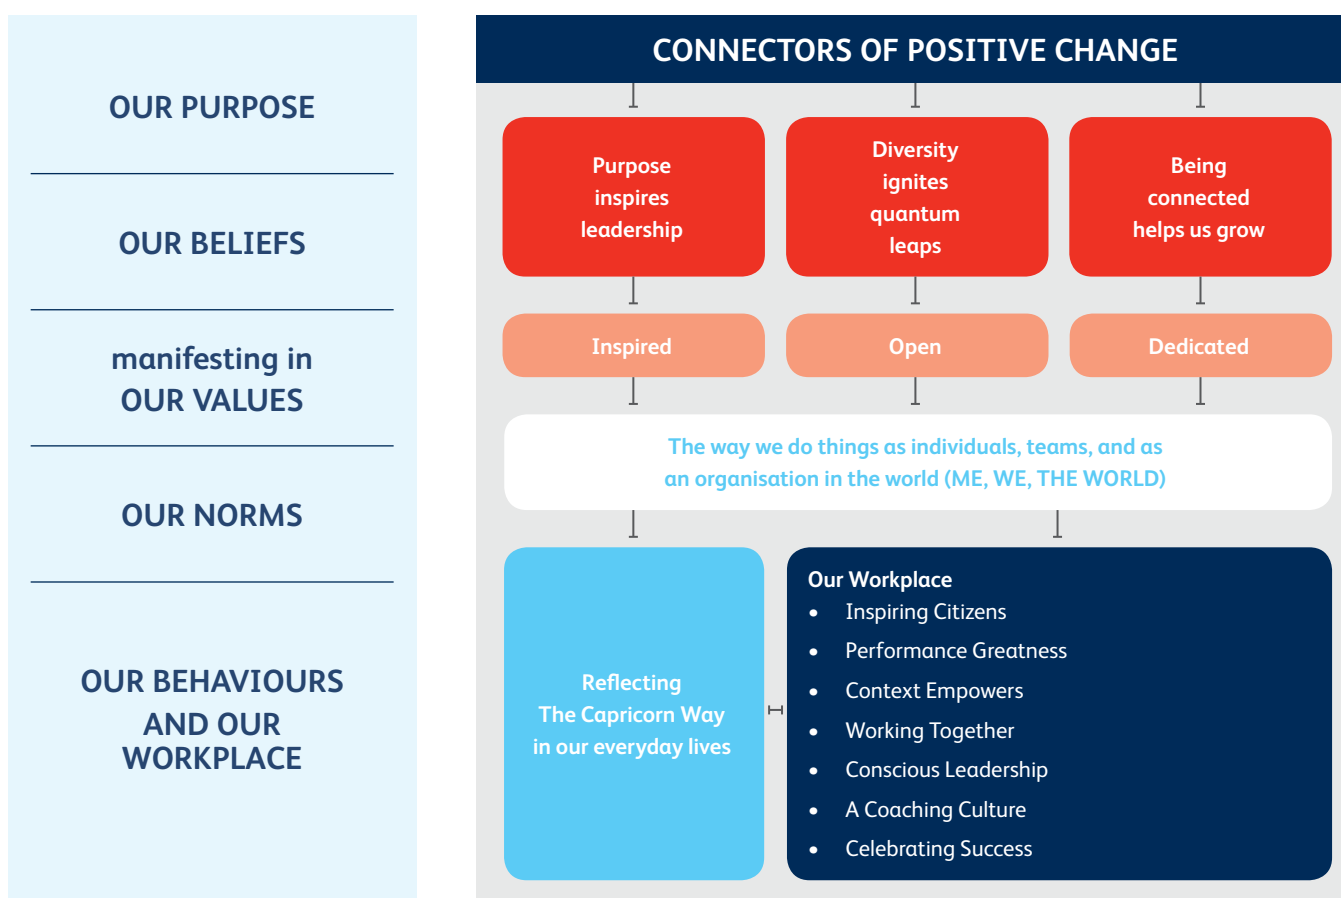 OUR PURPOSE
OUR BELIEFS
manifesting in
OUR VALUES
OUR NORMS
OUR BEHAVIOURS
AND OUR
WORKPLACE
CONNECTORS OF POSITIVE CHANGE
Purpose
inspires
leadership
Diversity
ignites
quantum
leaps
Being
connected
helps us grow
Inspired
Open
Dedicated
The way we do things as individuals, teams, and as
an organisation in the world (ME, WE, THE WORLD)
Reflecting
The Capricorn Way
in our everyday lives
Our Workplace
• Inspiring Citizens
• Performance Greatness
• Context Empowers
• Working Together
• Conscious Leadership
• A Coaching Culture
• Celebrating Success